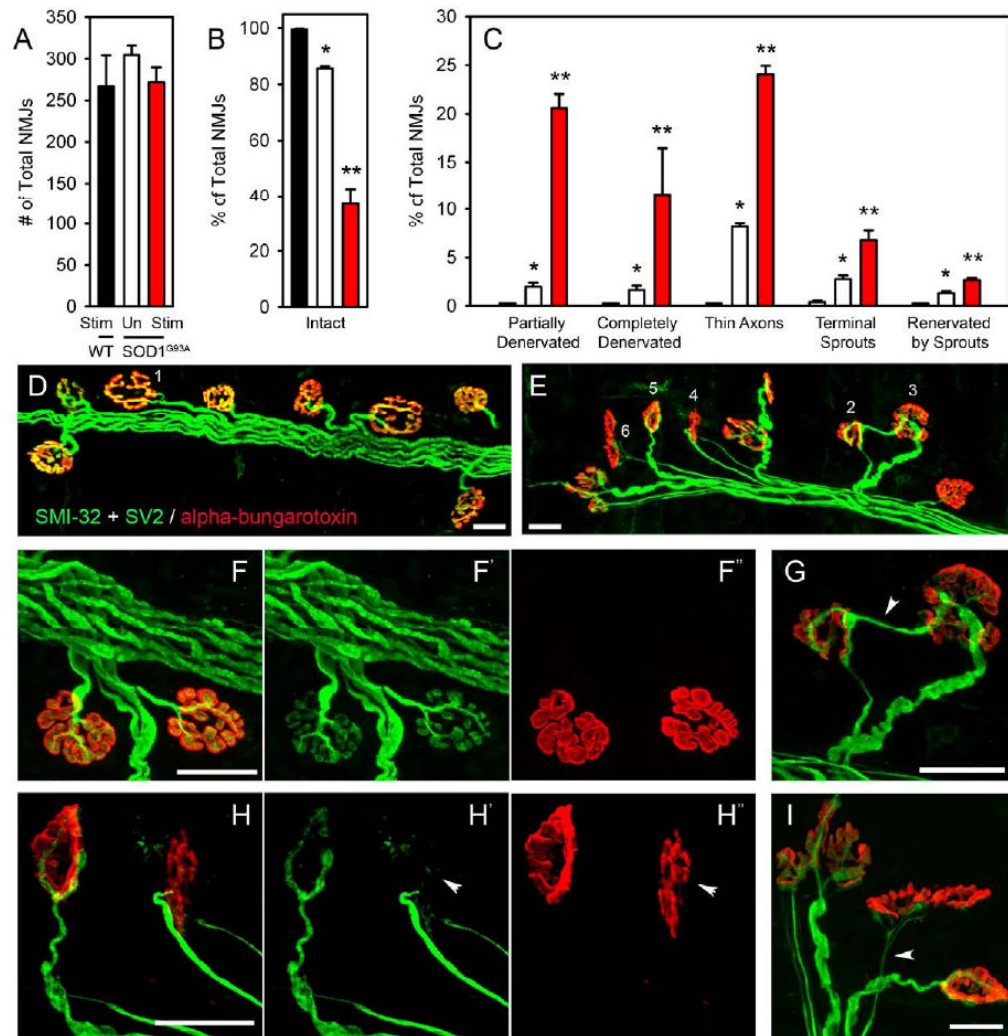 A
B
C
# of Total NMJs
350
300
250
200
150
100
50
0
Stim Un Stim
WT SOD1G93A
% of Total NMJs
100
80
60
40
20
0
*
**
Intact
% of Total NMJs
30
25
20
15
10
5
0
*
**
*
**
*
**
*
**
*
**
Partially
Denervated
Completely
Denervated
Thin Axons
Terminal
Sprouts
Renervated
by Sprouts
D
1
SMI-32 + SV2 / alpha-bungarotoxin
E
5
4
6
2
3
F
F'
F"
G
H
H'
H"
I